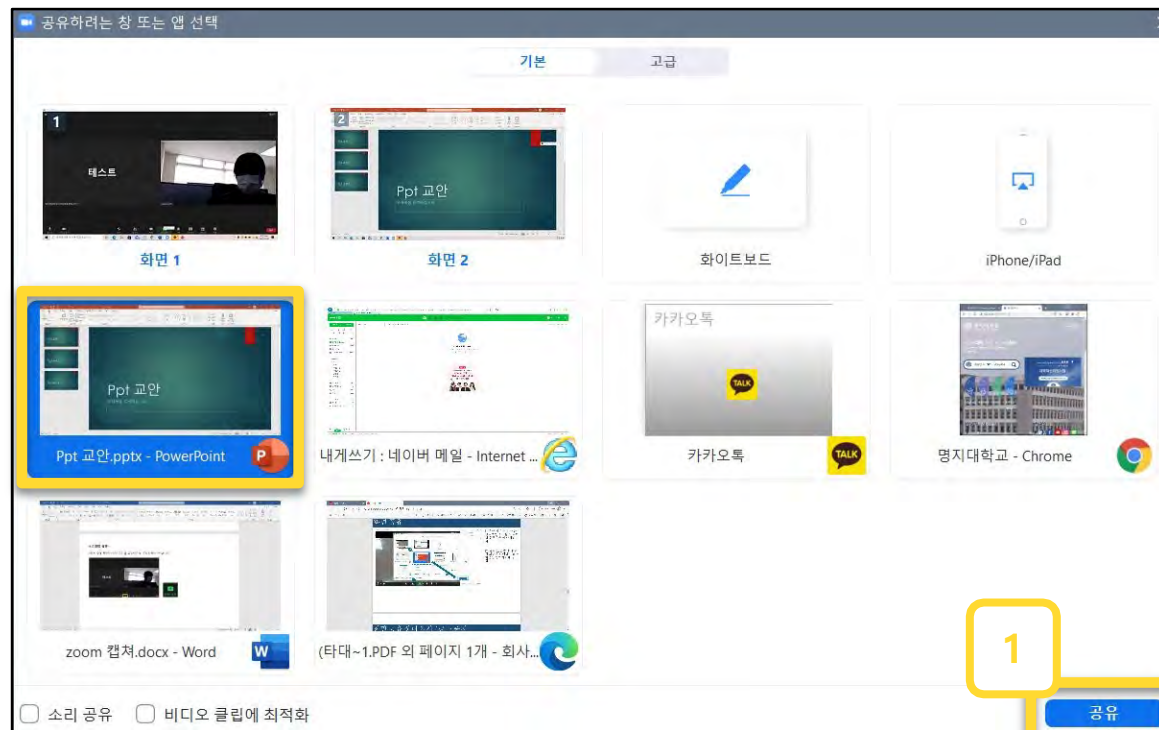 공유하려는 창 또는 앱 선택
기본 고급
1
테스트
2
Ppt 교안
화면 1 화면 2 화이트보드 iPhone/iPad
Ppt 교안
카카오톡
TALK
Ppt 교안.pptx - PowerPoint
P
내게쓰기 : 네이버 메일 - Internet ...
카카오톡
TALK
명지대학교 - Chrome
zoom 캡쳐.docx - Word
W
(타대~1.PDF 외 페이지 1개 - 회사...
1
소리 공유 비디오 클립에 최적화 공유